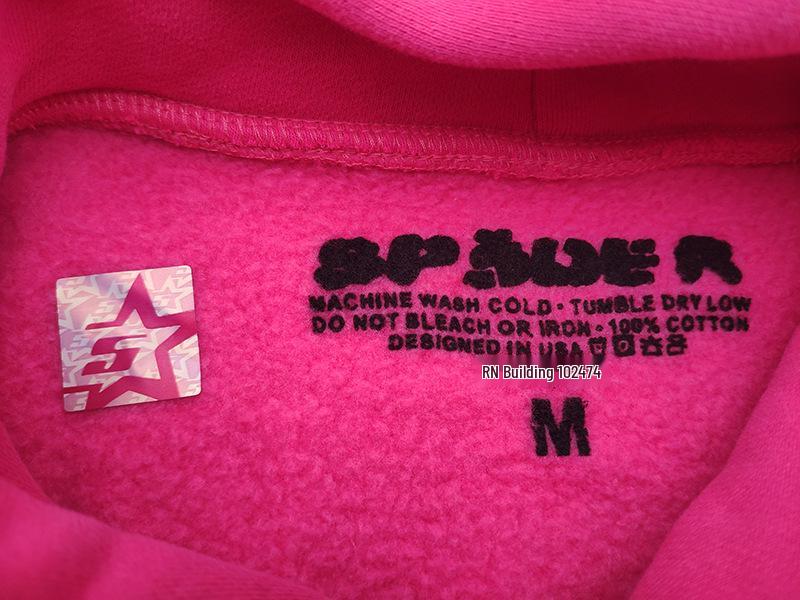 SP5DER
MACHINE WASH COLD · TUMBLE DRY LOW
DO NOT BLEACH OR IRON · 100% COTTON
DESIGNED IN USA
RN Building 102474
M
S